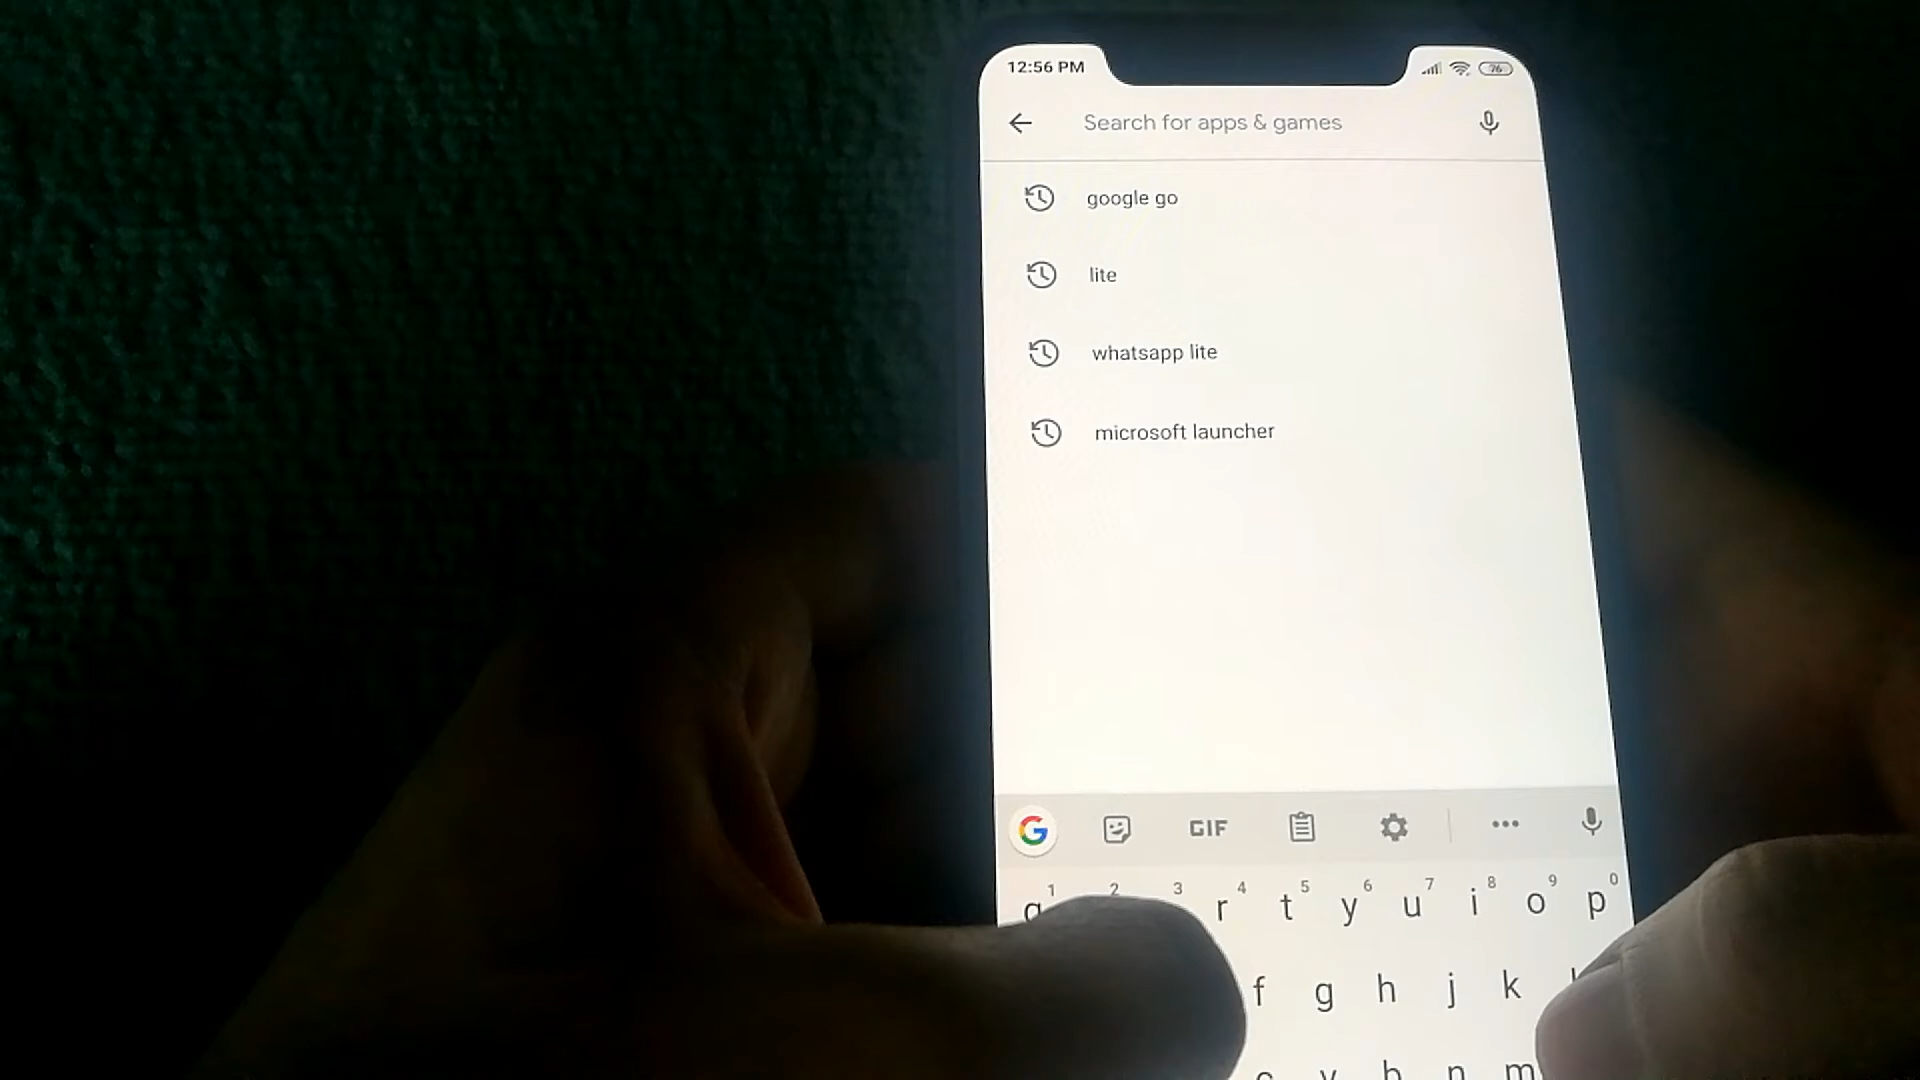 12:56 PM 76
Search for apps & games
google go
lite
whatsapp lite
microsoft launcher
G GIF
1 2 3 4 5 6 7 8 9 0
q r t y u i o p
f g h j k
c v b n m